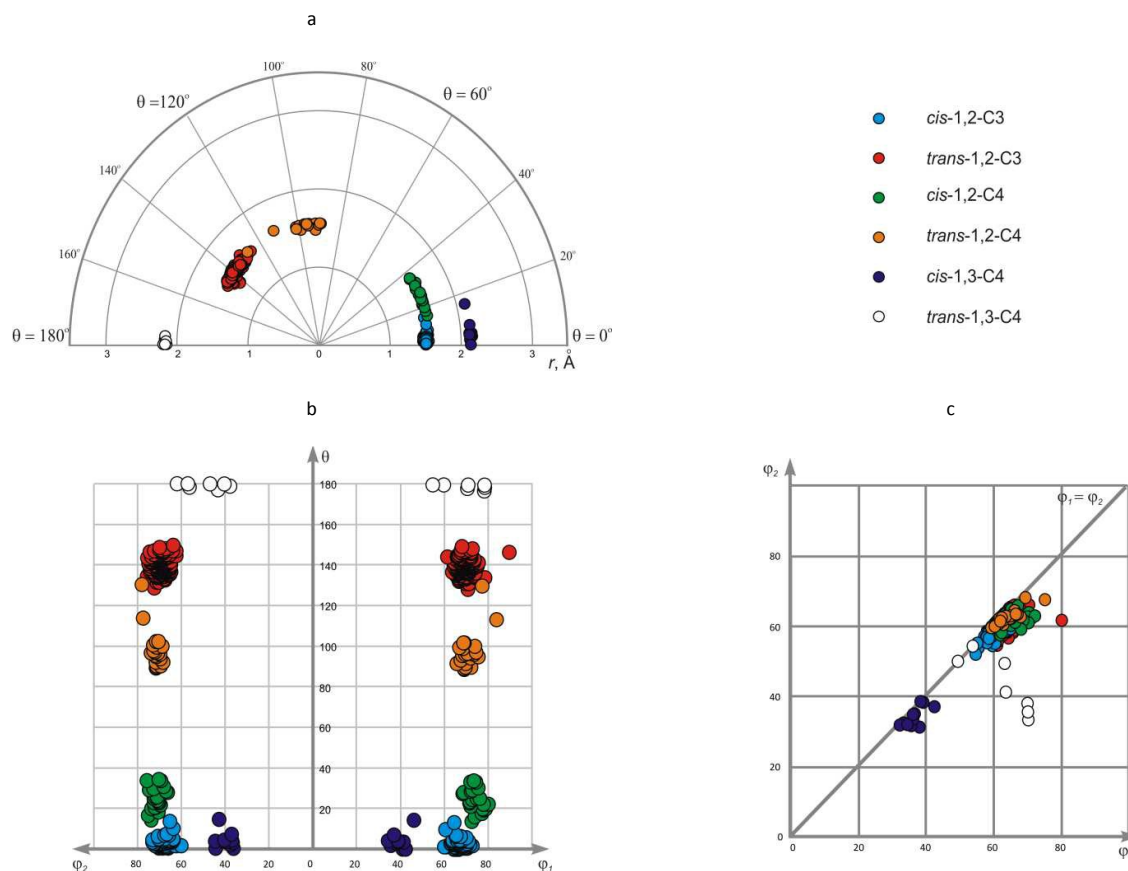 a
100°
80°
θ = 120°
θ = 60°
140°
40°
160°
20°
θ = 180°
θ = 0°
3
2
1
0
1
2
3
r, Å
cis-1,2-C3
trans-1,2-C3
cis-1,2-C4
trans-1,2-C4
cis-1,3-C4
trans-1,3-C4
b
θ
180
160
140
120
100
80
60
40
20
φ₂
80
60
40
20
0
20
40
60
80
φ₁
c
φ₂
φ₁ = φ₂
80
60
40
20
0
0
20
40
60
80
φ